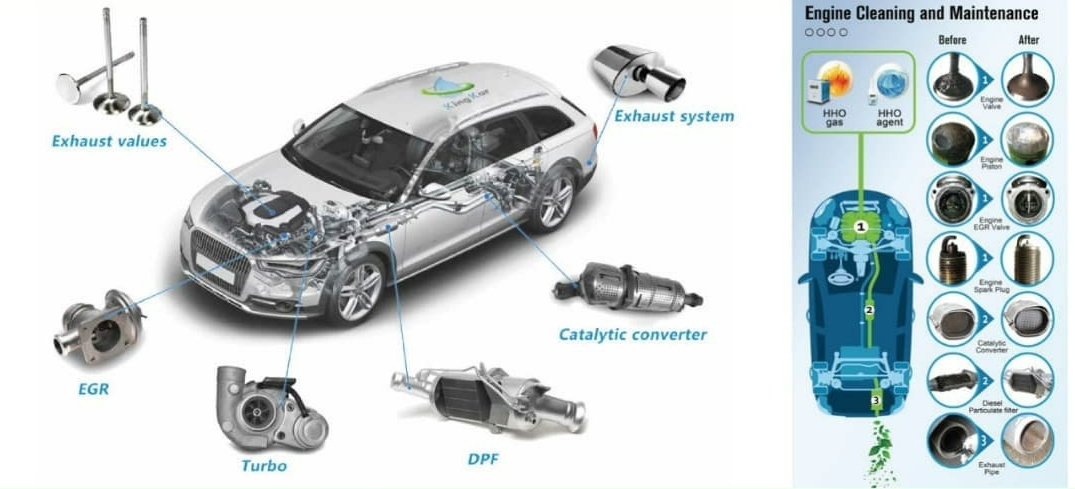 Exhaust values
King Kar
Exhaust system
EGR
Turbo
DPF
Catalytic converter
Engine Cleaning and Maintenance
Before
After
HHO
gas
HHO
agent
1
Engine
Valve
1
Engine
Piston
1
Engine
EGR Valve
1
Engine
Spark Plug
2
Catalytic
Converter
2
Diesel
Particulate filter
3
Exhaust
Pipe
1
2
3